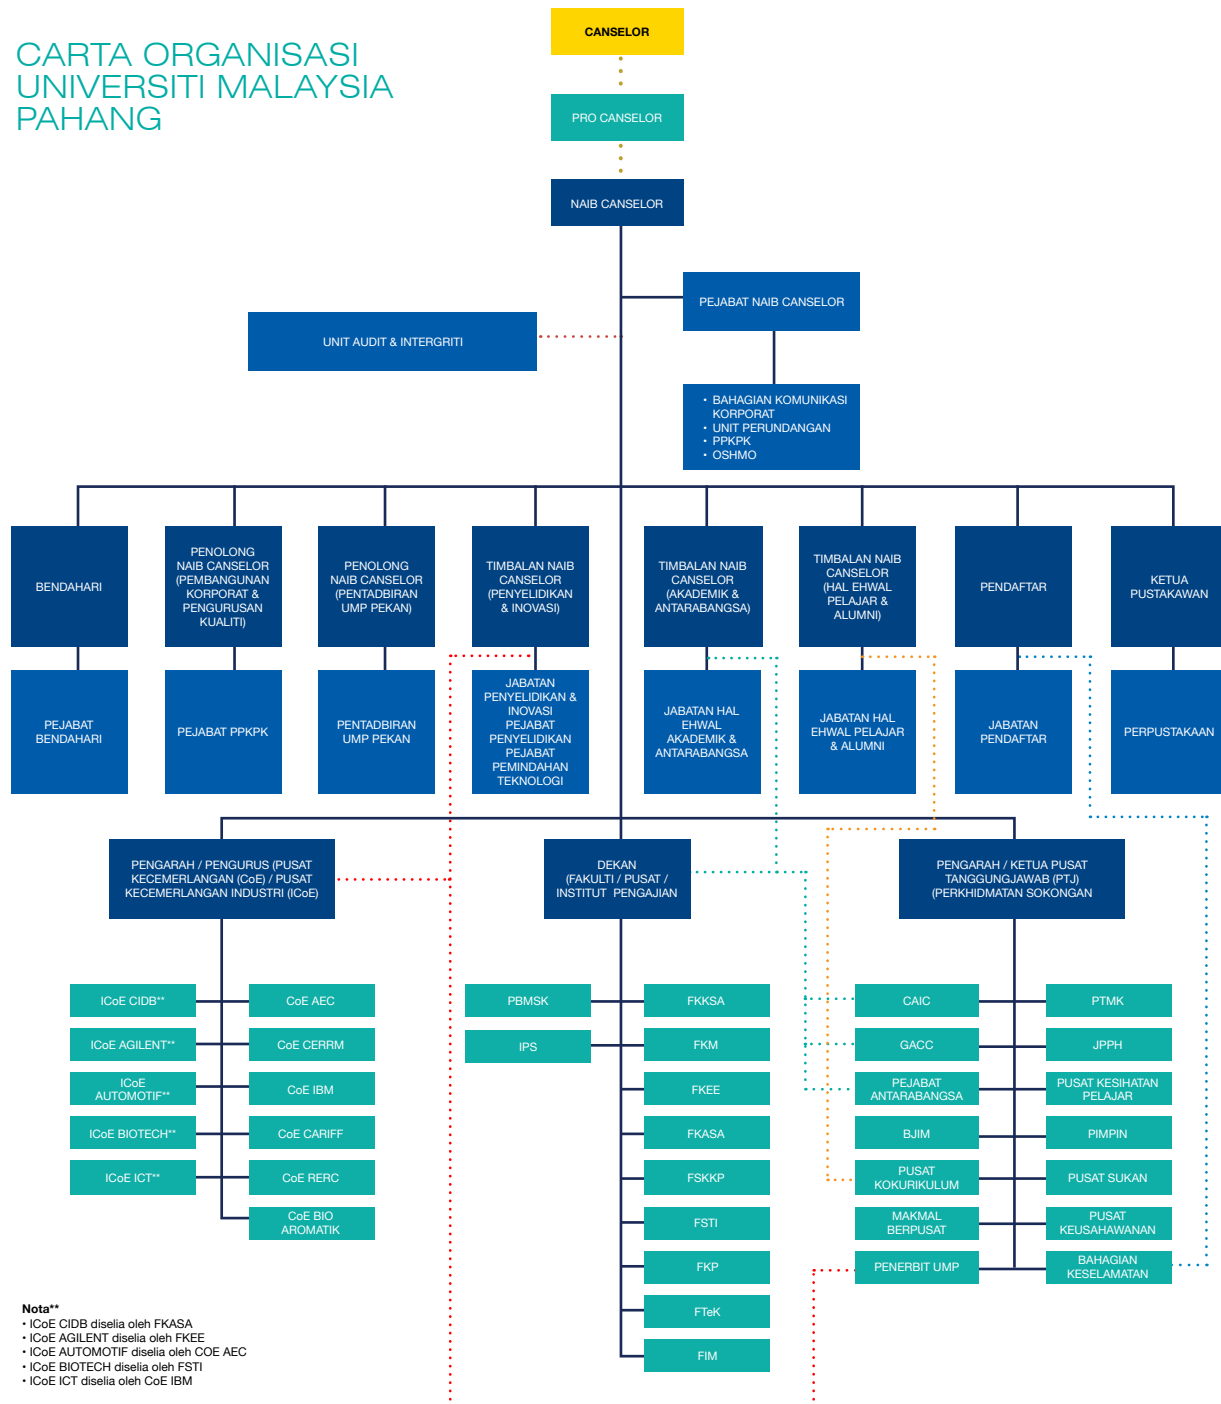 CARTA ORGANISASI
UNIVERSITI MALAYSIA
PAHANG
CANSELOR
PRO CANSELOR
NAIB CANSELOR
PEJABAT NAIB CANSELOR
UNIT AUDIT & INTERGRITI
• BAHAGIAN KOMUNIKASI
KORPORAT
• UNIT PERUNDANGAN
• PPKPK
• OSHMO
BENDAHARI
PENOLONG
NAIB CANSELOR
(PEMBANGUNAN
KORPORAT &
PENGURUSAN
KUALITI)
PENOLONG
NAIB CANSELOR
(PENTADBIRAN
UMP PEKAN)
TIMBALAN NAIB
CANSELOR
(PENYELIDIKAN
& INOVASI)
TIMBALAN NAIB
CANSELOR
(AKADEMIK &
ANTARABANGSA)
TIMBALAN NAIB
CANSELOR
(HAL EHWAL
PELAJAR &
ALUMNI)
PENDAFTAR
KETUA
PUSTAKAWAN
PEJABAT
BENDAHARI
PEJABAT PPKPK
PENTADBIRAN
UMP PEKAN
JABATAN
PENYELIDIKAN &
INOVASI
PEJABAT
PENYELIDIKAN
PEJABAT
PEMINDAHAN
TEKNOLOGI
JABATAN HAL
EHWAL
AKADEMIK &
ANTARABANGSA
JABATAN HAL
EHWAL PELAJAR
& ALUMNI
JABATAN
PENDAFTAR
PERPUSTAKAAN
PENGARAH / PENGURUS (PUSAT
KECEMERLANGAN (CoE) / PUSAT
KECEMERLANGAN INDUSTRI (ICoE)
DEKAN
(FAKULTI / PUSAT /
INSTITUT PENGAJIAN
PENGARAH / KETUA PUSAT
TANGGUNGJAWAB (PTJ)
(PERKHIDMATAN SOKONGAN
ICoE CIDB**
CoE AEC
ICoE AGILENT**
CoE CERRM
ICoE
AUTOMOTIF**
CoE IBM
ICoE BIOTECH**
CoE CARIFF
ICoE ICT**
CoE RERC
CoE BIO
AROMATIK
PBMSK
FKKSA
IPS
FKM
FKEE
FKASA
FSKKP
FSTI
FKP
FTeK
FIM
CAIC
PTMK
GACC
JPPH
PEJABAT
ANTARABANGSA
PUSAT KESIHATAN
PELAJAR
BJIM
PIMPIN
PUSAT
KOKURIKULUM
PUSAT SUKAN
MAKMAL
BERPUSAT
PUSAT
KEUSAHAWANAN
PENERBIT UMP
BAHAGIAN
KESELAMATAN
Nota**
• ICoE CIDB diselia oleh FKASA
• ICoE AGILENT diselia oleh FKEE
• ICoE AUTOMOTIF diselia oleh COE AEC
• ICoE BIOTECH diselia oleh FSTI
• ICoE ICT diselia oleh CoE IBM